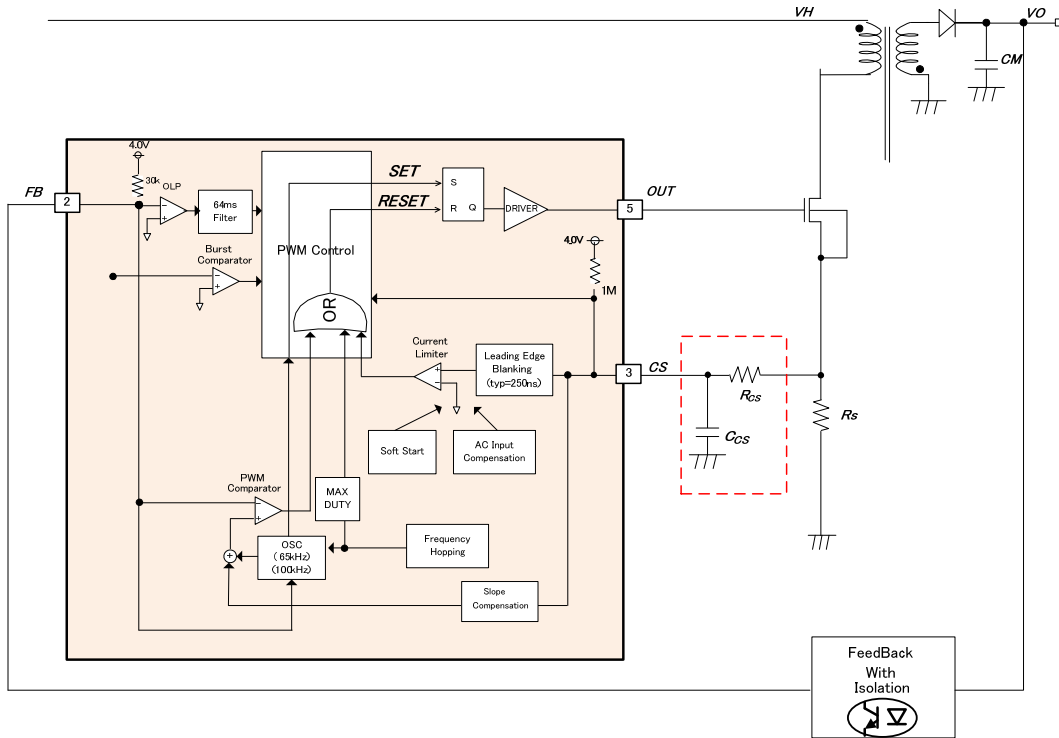 VH
VO
CM
4.0V
30k
OLP
FB
2
64ms
Filter
SET
RESET
S
R
Q
DRIVER
OUT
5
Burst
Comparator
PWM Control
OR
4.0V
1M
Current
Limiter
Leading Edge
Blanking
(typ=250ns)
3
CS
RCS
CCS
RS
Soft Start
AC Input
Compensation
PWM
Comparator
MAX
DUTY
OSC
(65kHz)
(100kHz)
Frequency
Hopping
Slope
Compensation
FeedBack
With
Isolation